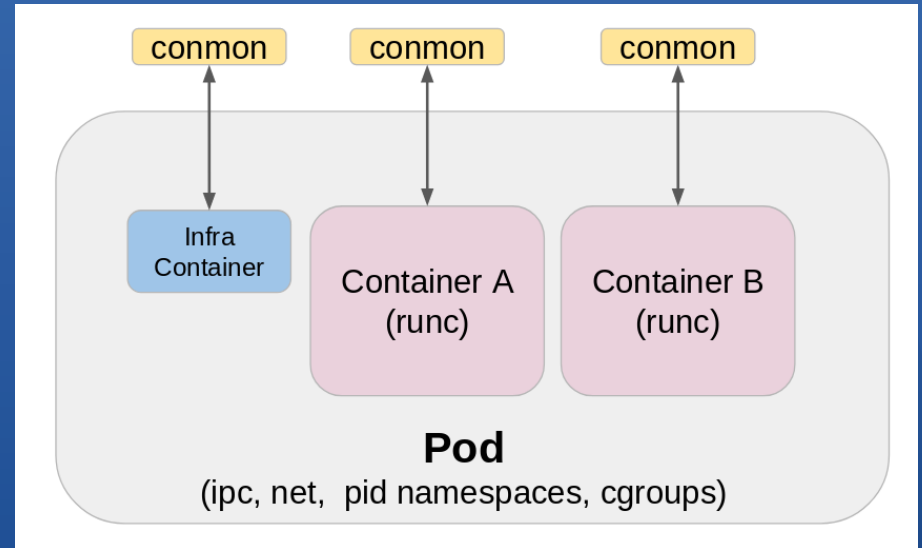 conmon
conmon
conmon
Infra
Container
Container A
(runc)
Container B
(runc)
Pod
(ipc, net, pid namespaces, cgroups)